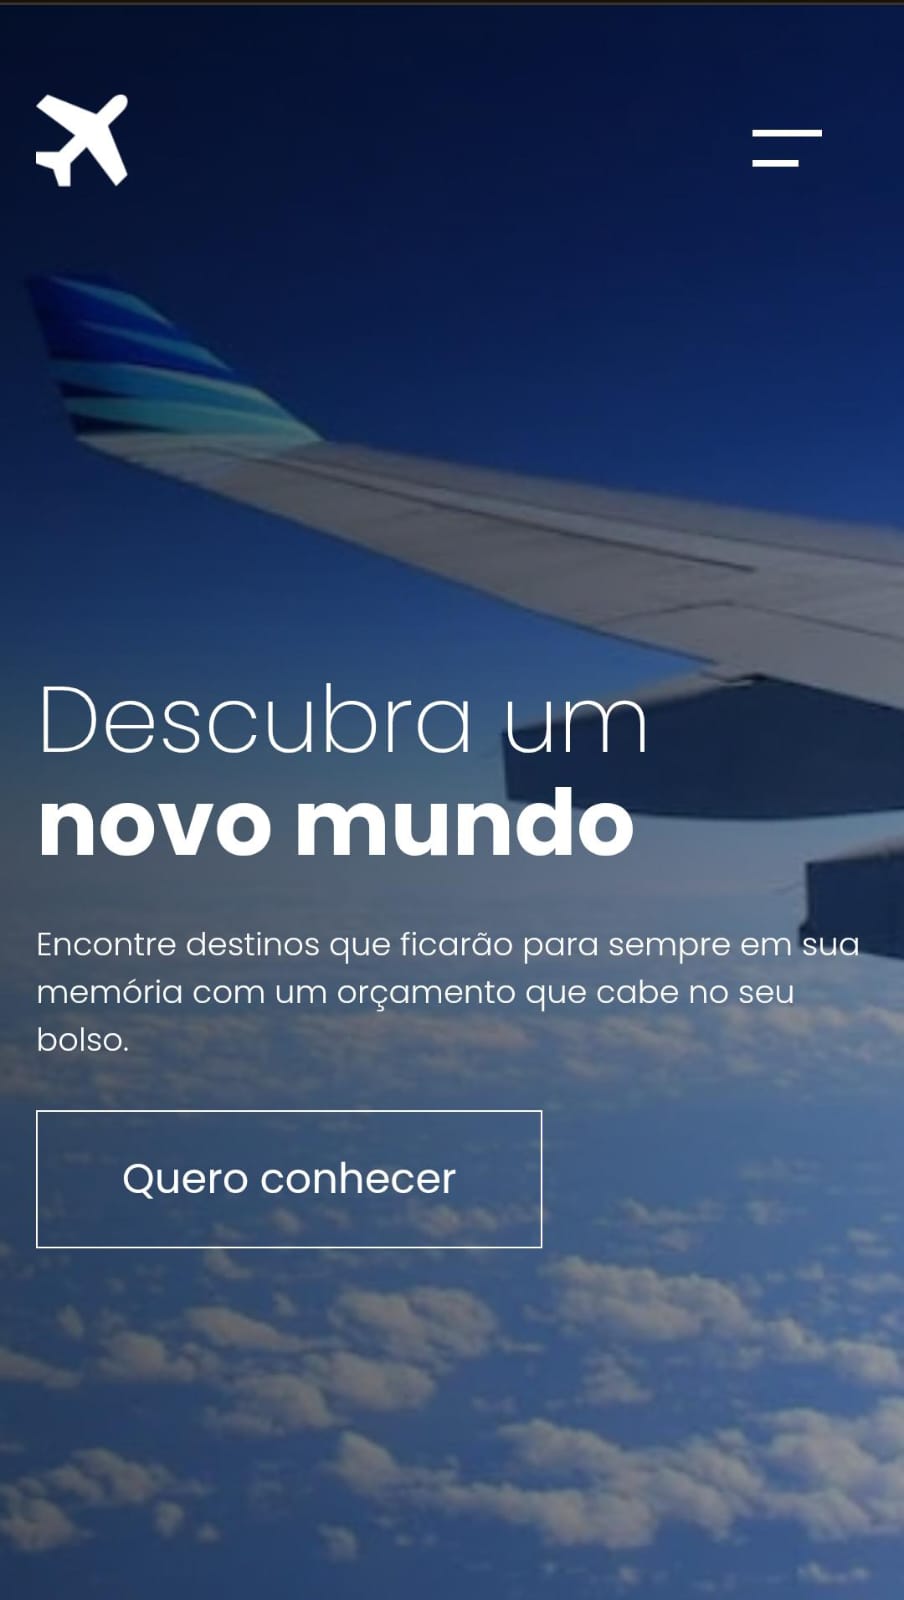 Descubra um
novo mundo
Encontre destinos que ficarão para sempre em sua
memória com um orçamento que cabe no seu
bolso.
Quero conhecer